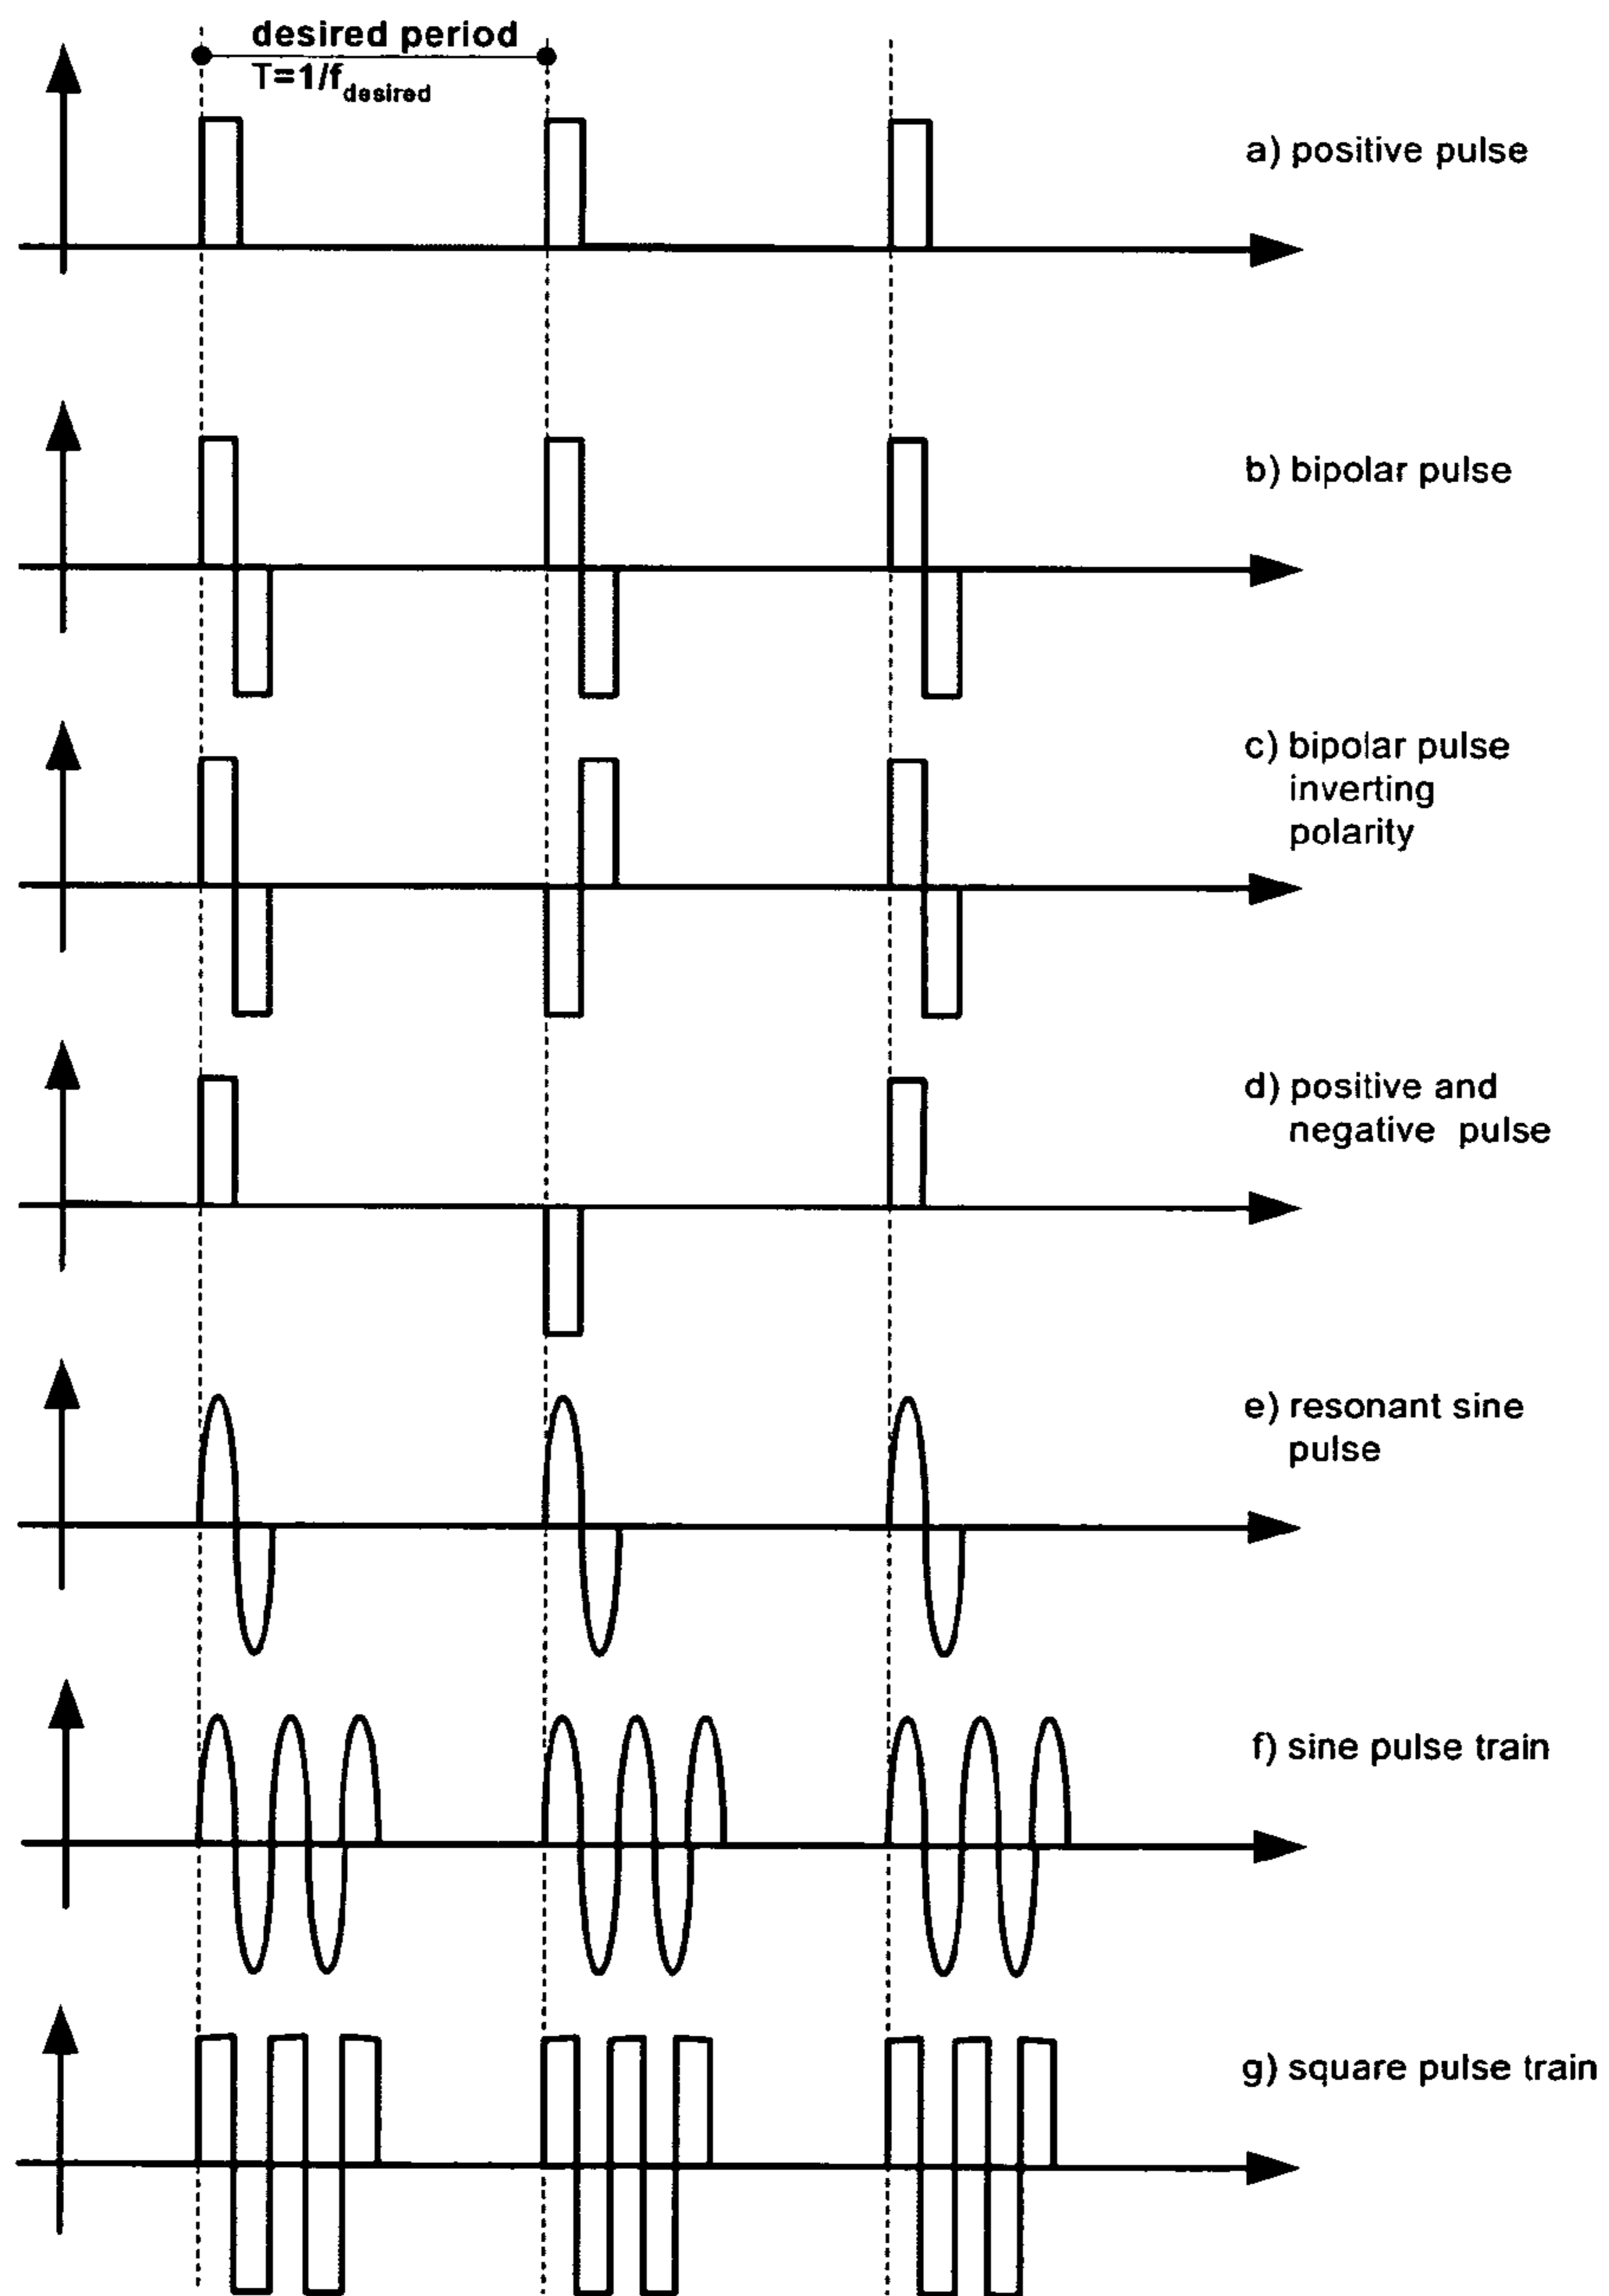 desired period
T=1/f desired
a) positive pulse
b) bipolar pulse
c) bipolar pulse
inverting
polarity
d) positive and
negative pulse
e) resonant sine
pulse
f) sine pulse train
g) square pulse train